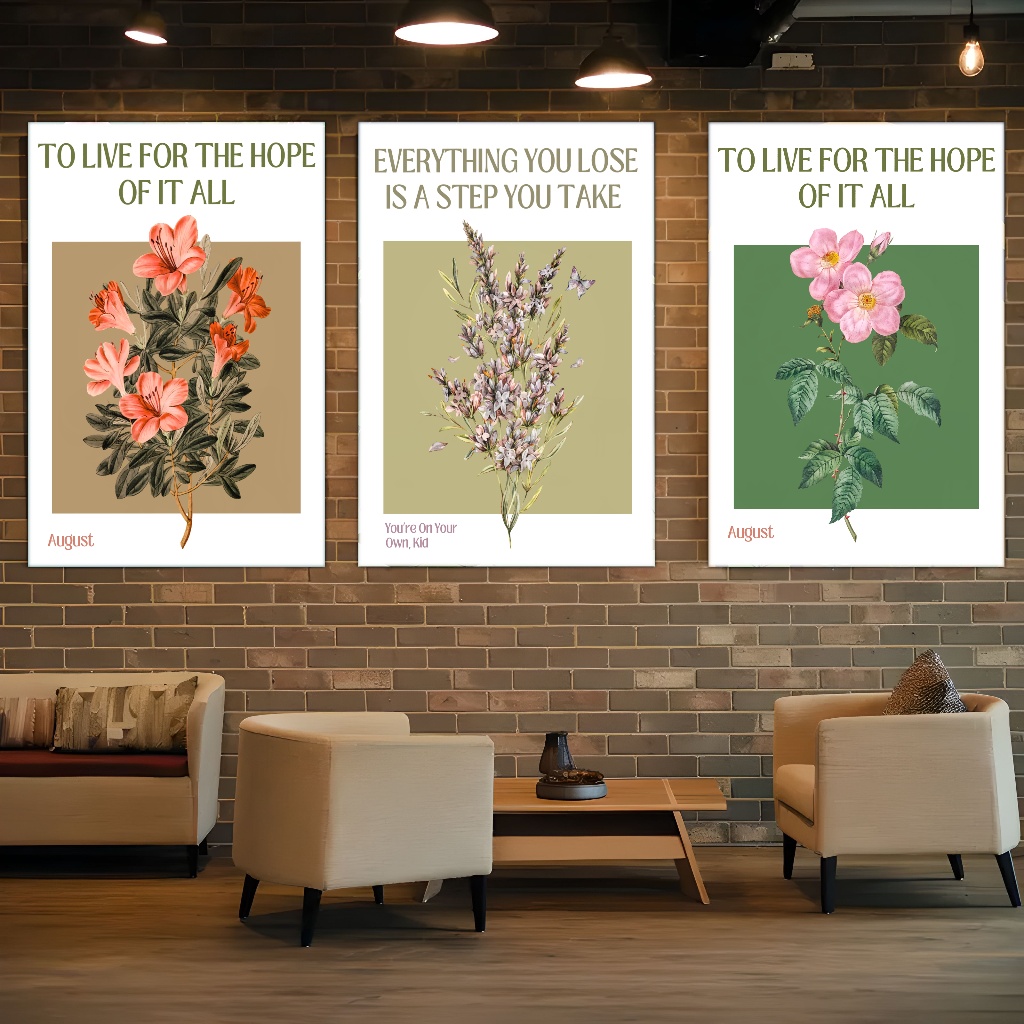 TO LIVE FOR THE HOPE
OF IT ALL
August
EVERYTHING YOU LOSE
IS A STEP YOU TAKE
You're On Your
Own, Kid
TO LIVE FOR THE HOPE
OF IT ALL
August